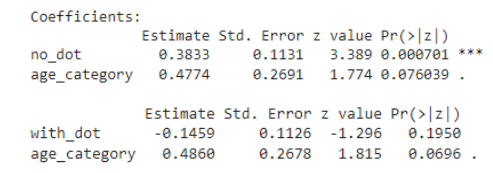 Coefficients:
Estimate Std. Error z value Pr(>|z|)
no_dot 0.3833 0.1131 3.389 0.000701 ***
age_category 0.4774 0.2691 1.774 0.076039 .
Estimate Std. Error z value Pr(>|z|)
with_dot -0.1459 0.1126 -1.296 0.1950
age_category 0.4860 0.2678 1.815 0.0696 .